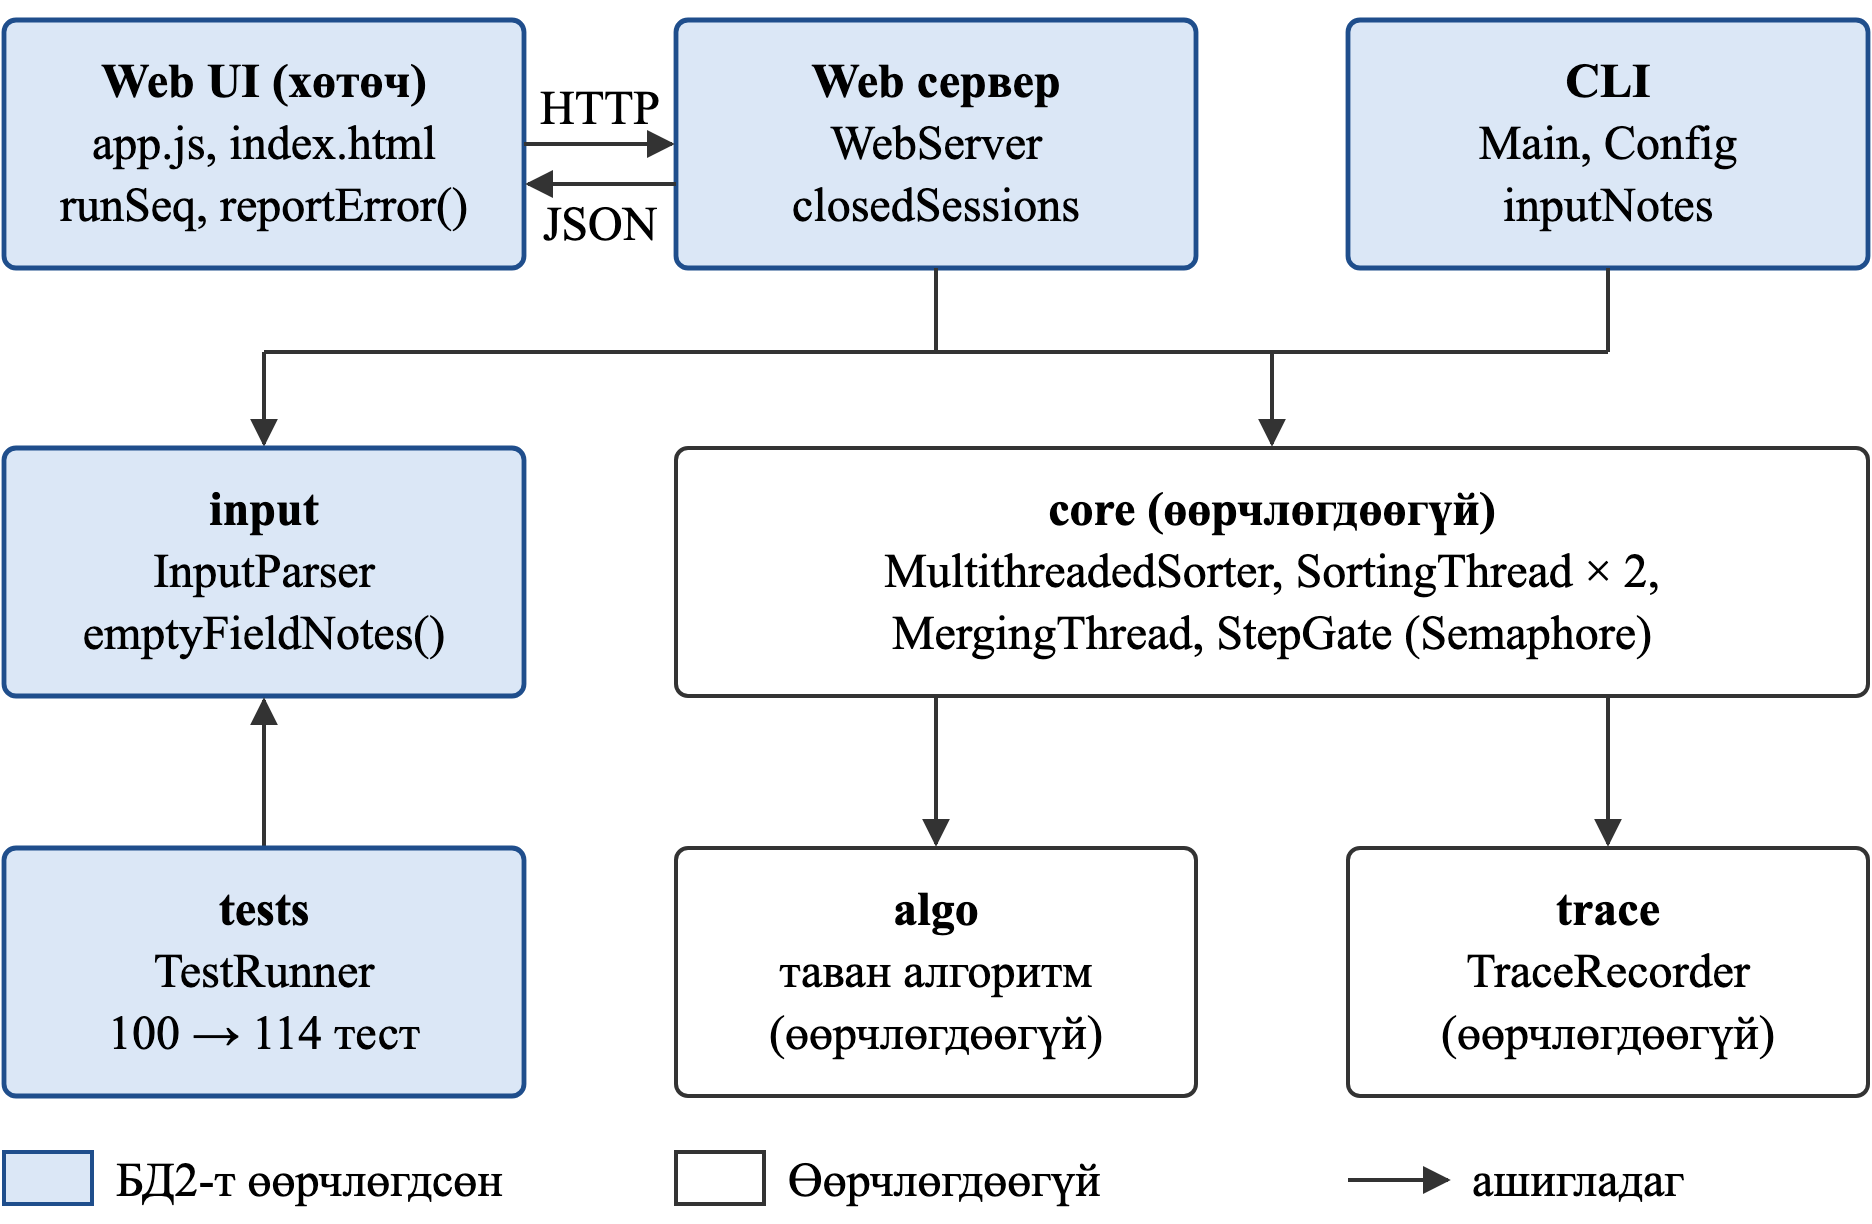 Web UI (хөтөч)
app.js, index.html
runSeq, reportError()
HTTP
JSON
Web сервер
WebServer
closedSessions
CLI
Main, Config
inputNotes
input
InputParser
emptyFieldNotes()
core (өөрчлөгдөөгүй)
MultithreadedSorter, SortingThread × 2,
MergingThread, StepGate (Semaphore)
tests
TestRunner
100 → 114 тест
algo
таван алгоритм
(өөрчлөгдөөгүй)
trace
TraceRecorder
(өөрчлөгдөөгүй)
БД2-т өөрчлөгдсөн
Өөрчлөгдөөгүй
ашигладаг